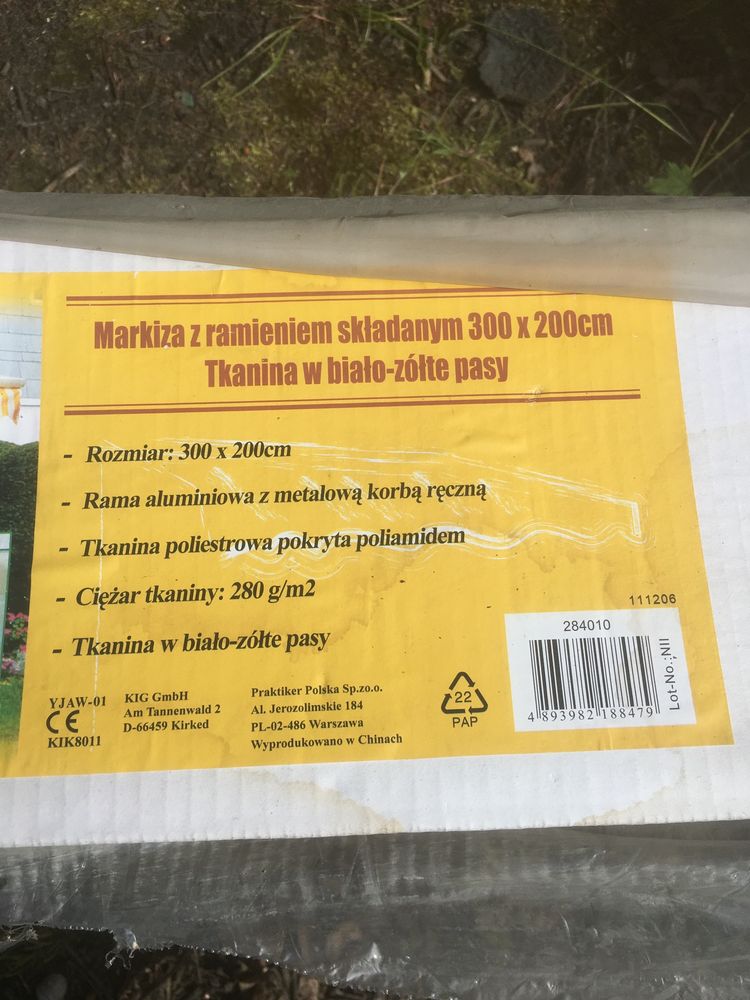 Markiza z ramieniem składanym 300 x 200cm
Tkanina w biało-zółte pasy
- Rozmiar: 300 x 200cm
- Rama aluminiowa z metalową korbą ręczną
- Tkanina poliestrowa pokryta poliamidem
- Ciężar tkaniny: 280 g/m2
- Tkanina w biało-zółte pasy
YJAW-01
CE
KIK8011
KIG GmbH
Am Tannenwald 2
D-66459 Kirked
Praktiker Polska Sp.zo.o.
Al. Jerozolimskie 184
PL-02-486 Warszawa
Wyprodukowano w Chinach
22
PAP
111206
284010
4 893982 188479
Lot-No.:NII